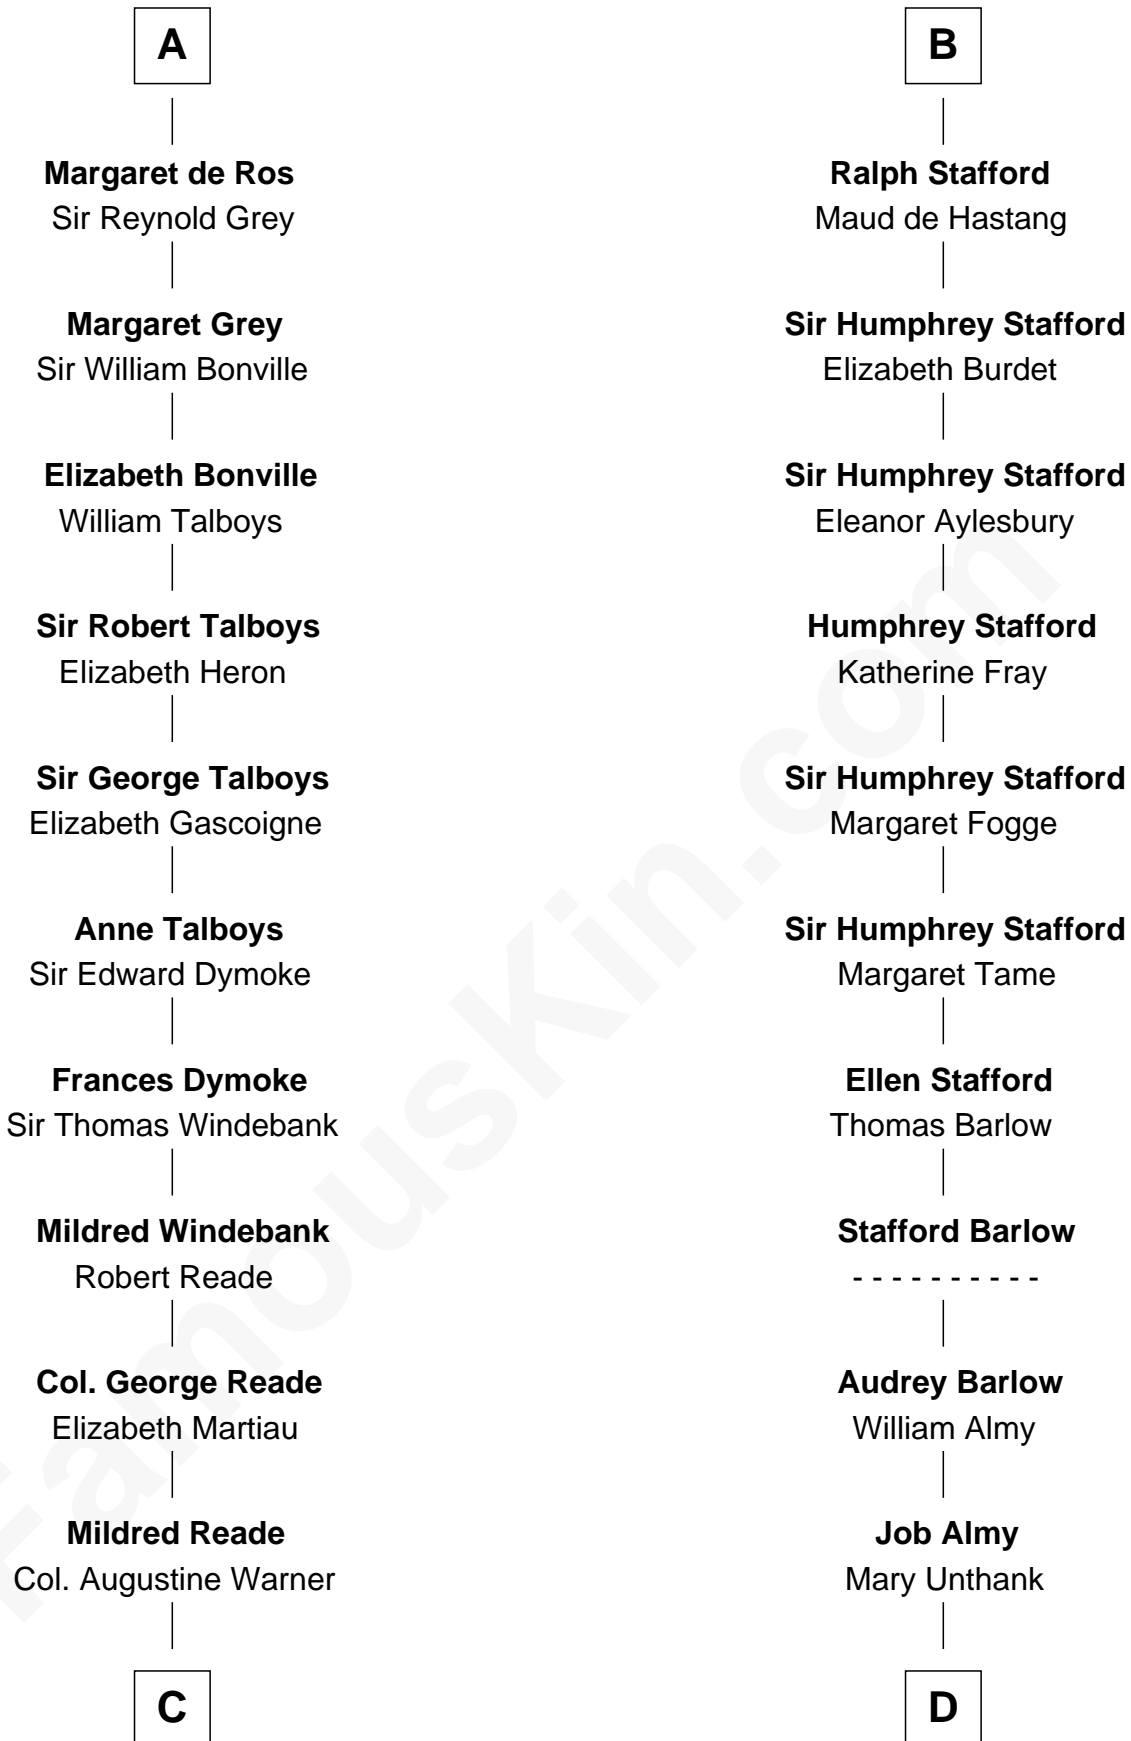 A
Margaret de Ros
Sir Reynold Grey
Margaret Grey
Sir William Bonville
Elizabeth Bonville
William Talboys
Sir Robert Talboys
Elizabeth Heron
Sir George Talboys
Elizabeth Gascoigne
Anne Talboys
Sir Edward Dymoke
Frances Dymoke
Sir Thomas Windebank
Mildred Windebank
Robert Reade
Col. George Reade
Elizabeth Martiau
Mildred Reade
Col. Augustine Warner
C
B
Ralph Stafford
Maud de Hastang
Sir Humphrey Stafford
Elizabeth Burdet
Sir Humphrey Stafford
Eleanor Aylesbury
Humphrey Stafford
Katherine Fray
Sir Humphrey Stafford
Margaret Fogge
Sir Humphrey Stafford
Margaret Tame
Ellen Stafford
Thomas Barlow
Stafford Barlow
- - - - - - - - - -
Audrey Barlow
William Almy
Job Almy
Mary Unthank
D
FamousKin.com